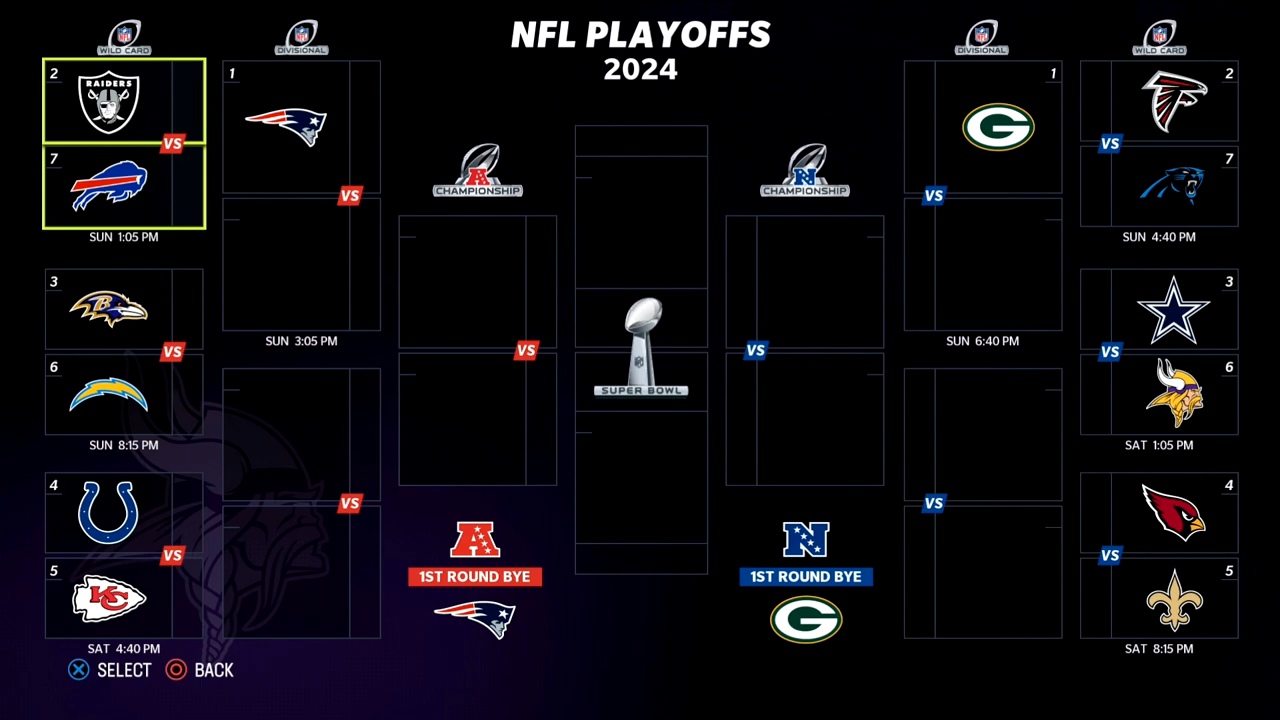 NFL PLAYOFFS
2024
WILD CARD
DIVISIONAL
DIVISIONAL
WILD CARD
2
RAIDERS
VS
7
SUN 1:05 PM
3
VS
6
SUN 8:15 PM
4
VS
5
KC
SAT 4:40 PM
1
VS
SUN 3:05 PM
VS
A
CHAMPIONSHIP
VS
A
1ST ROUND BYE
NFL
SUPER BOWL
N
CHAMPIONSHIP
VS
N
1ST ROUND BYE
G
1
G
VS
SUN 6:40 PM
VS
2
VS
7
SUN 4:40 PM
3
VS
6
SAT 1:05 PM
4
VS
5
SAT 8:15 PM
SELECT
BACK